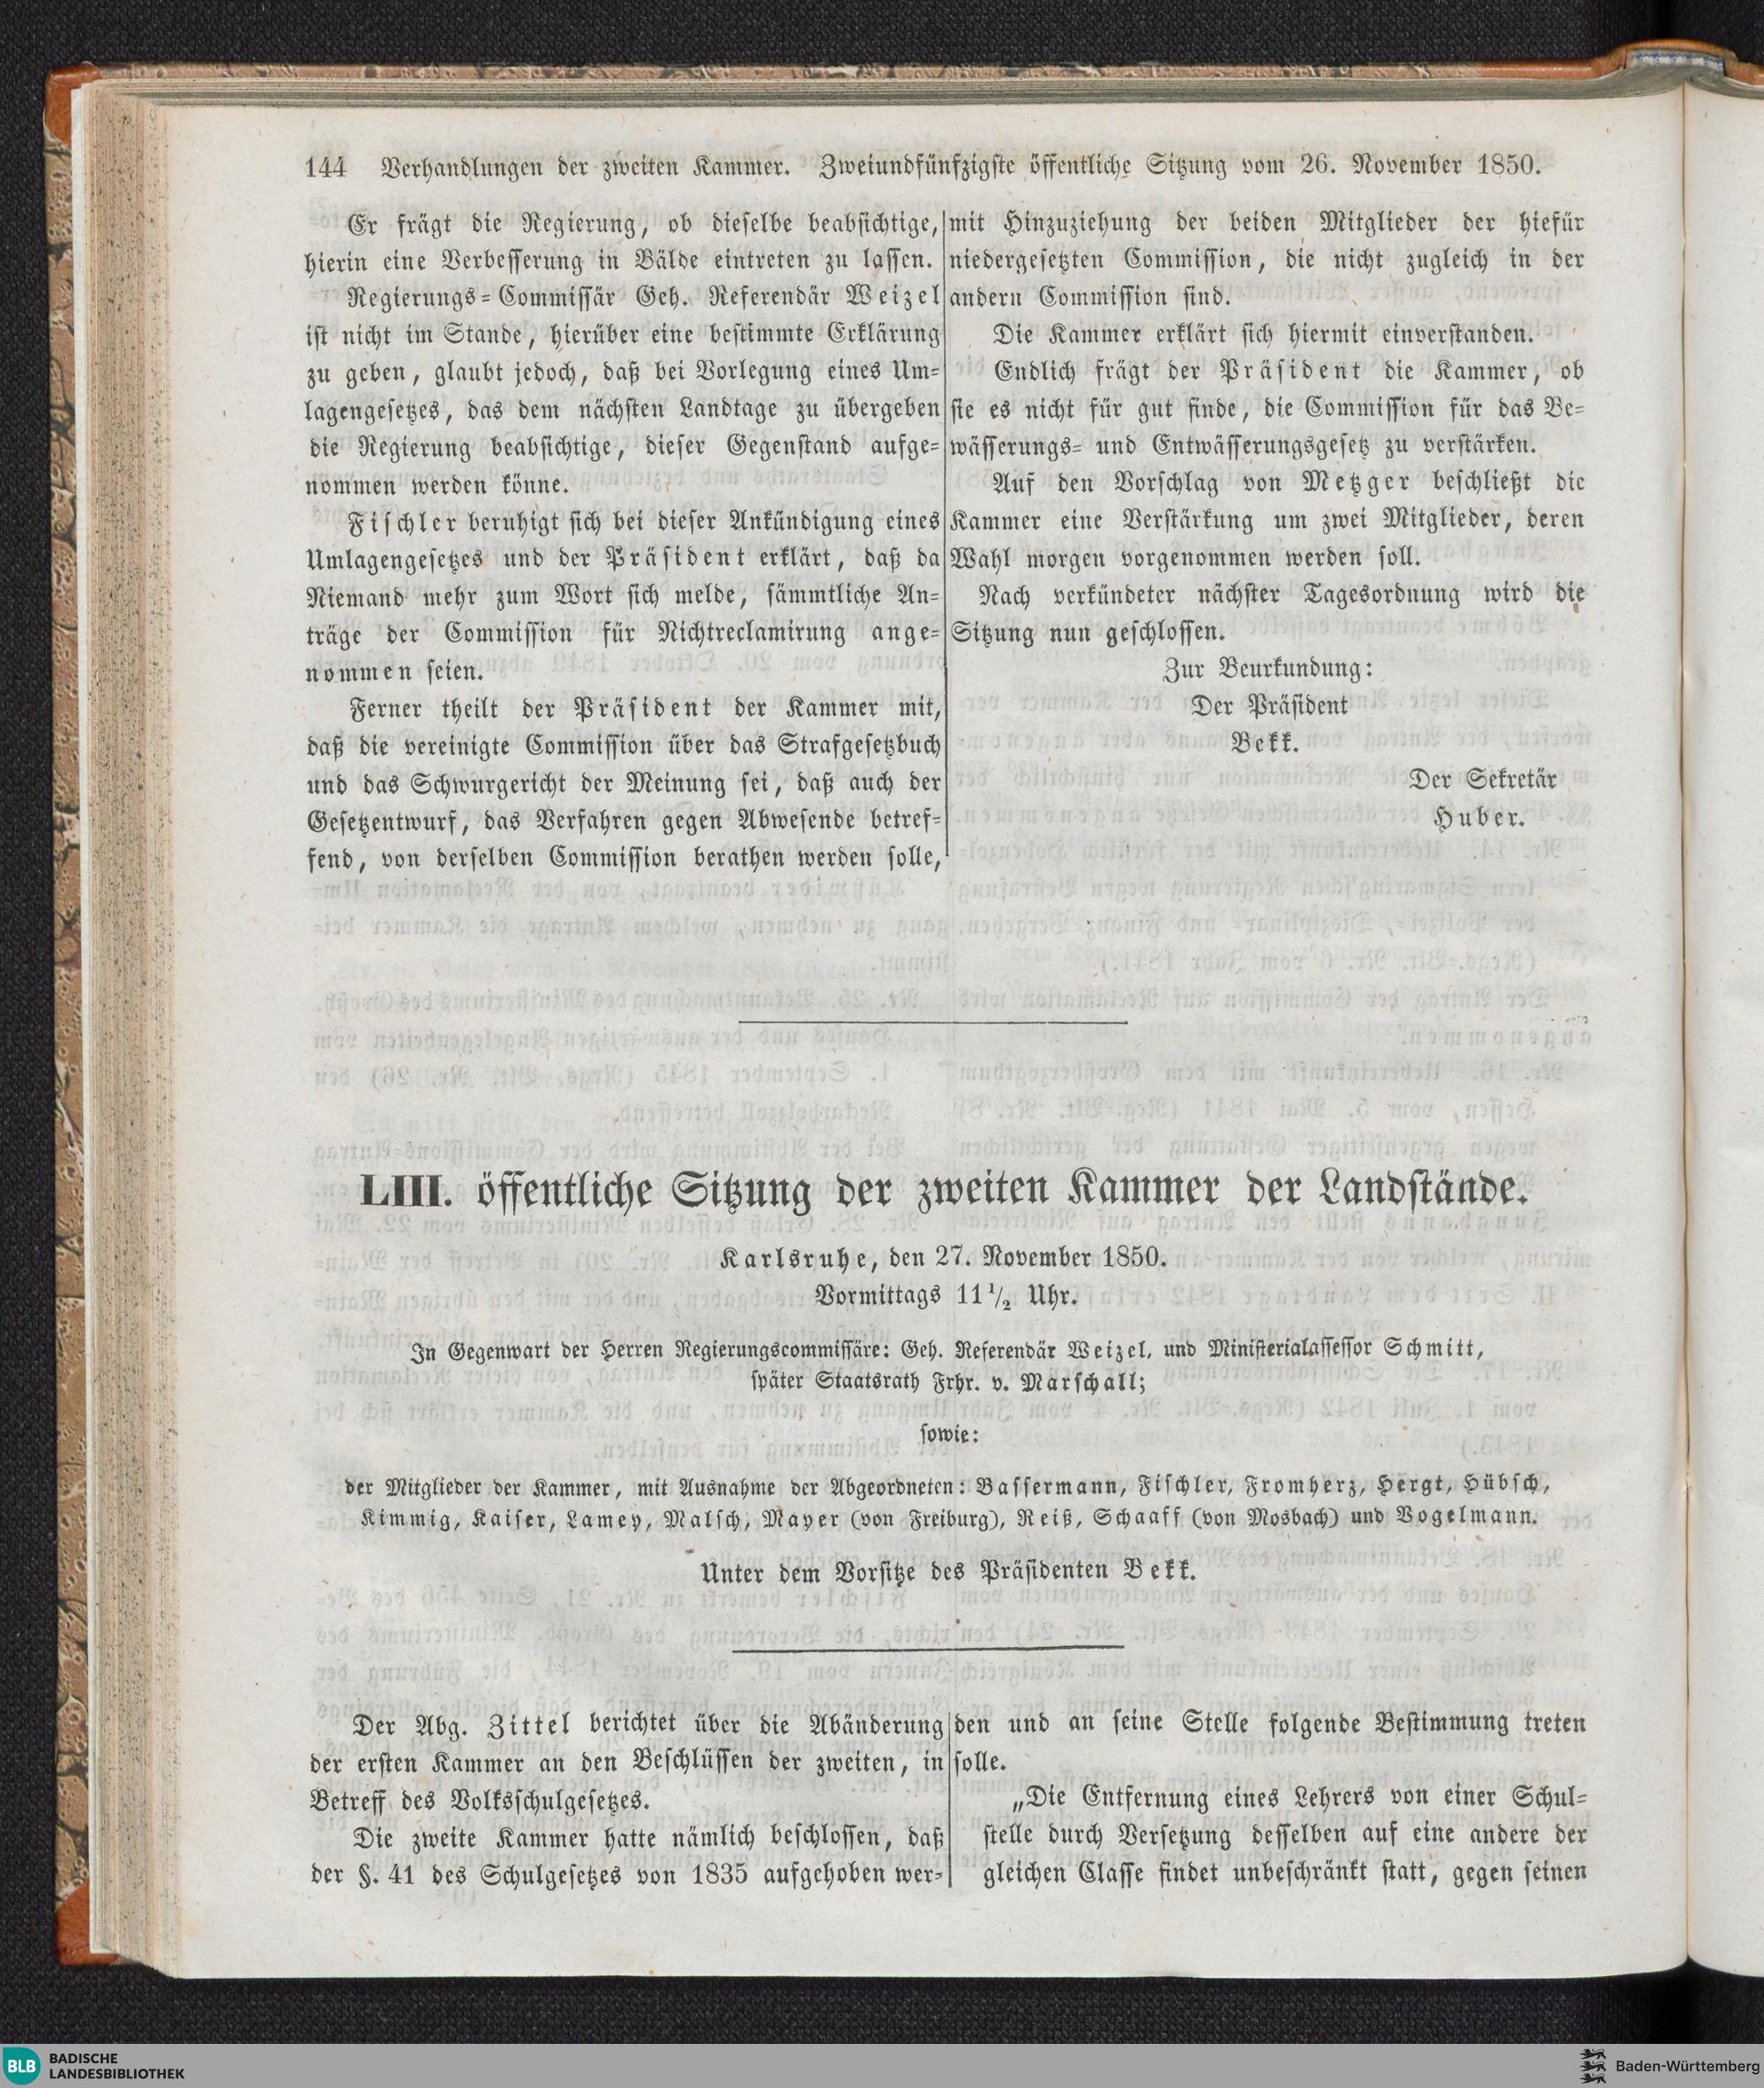 144 Verhandlungen der zweiten Kammer. Zweiundfünfzigste öffentliche Sitzung vom 26. November 1850.
Er frägt die Regierung, ob dieselbe beabsichtige,
hierin eine Verbesserung in Bälde eintreten zu lassen.
Regierungs-Commissär Geh. Referendär Weizel
ist nicht im Stande, hierüber eine bestimmte Erklärung
zu geben, glaubt jedoch, daß bei Vorlegung eines Um-
lagengesetzes, das dem nächsten Landtage zu übergeben
die Regierung beabsichtige, dieser Gegenstand aufge-
nommen werden könne.
Fischler beruhigt sich bei dieser Ankündigung eines
Umlagengesetzes und der Präsident erklärt, daß da
Niemand mehr zum Wort sich melde, sämmtliche An-
träge der Commission für Nichtreclamirung ange-
nommen seien.
Ferner theilt der Präsident der Kammer mit,
daß die vereinigte Commission über das Strafgesetzbuch
und das Schwurgericht der Meinung sei, daß auch der
Gesetzentwurf, das Verfahren gegen Abwesende betref-
fend, von derselben Commission berathen werden solle,
mit Hinzuziehung der beiden Mitglieder der hiefür
niedergesetzten Commission, die nicht zugleich in der
andern Commission sind.
Die Kammer erklärt sich hiermit einverstanden.
Endlich frägt der Präsident die Kammer, ob
sie es nicht für gut finde, die Commission für das Be-
wässerungs- und Entwässerungsgesetz zu verstärken.
Auf den Vorschlag von Metzger beschließt die
Kammer eine Verstärkung um zwei Mitglieder, deren
Wahl morgen vorgenommen werden soll.
Nach verkündeter nächster Tagesordnung wird die
Sitzung nun geschlossen.
Zur Beurkundung:
Der Präsident
Bekk.
Der Sekretär
Huber.
LIII. öffentliche Sitzung der zweiten Kammer der Landstände.
Karlsruhe, den 27. November 1850.
Vormittags 11 1/2 Uhr.
In Gegenwart der Herren Regierungscommissäre: Geh. Referendär Weizel, und Ministerialassessor Schmitt,
später Staatsrath Frhr. v. Marschall;
sowie:
der Mitglieder der Kammer, mit Ausnahme der Abgeordneten: Bassermann, Fischler, Fromherz, Hergt, Hübsch,
Kimmig, Kaiser, Lamey, Malsch, Mayer (von Freiburg), Reiß, Schaaff (von Mosbach) und Vogelmann.
Unter dem Vorsitze des Präsidenten Bekk.
Der Abg. Zittel berichtet über die Abänderung
der ersten Kammer an den Beschlüssen der zweiten, in
Betreff des Volksschulgesetzes.
Die zweite Kammer hatte nämlich beschlossen, daß
der §. 41 des Schulgesetzes von 1835 aufgehoben wer-
den und an seine Stelle folgende Bestimmung treten
solle.
„Die Entfernung eines Lehrers von einer Schul-
stelle durch Versetzung desselben auf eine andere der
gleichen Classe findet unbeschränkt statt, gegen seinen
BLB BADISCHE
LANDESBIBLIOTHEK
Baden-Württemberg